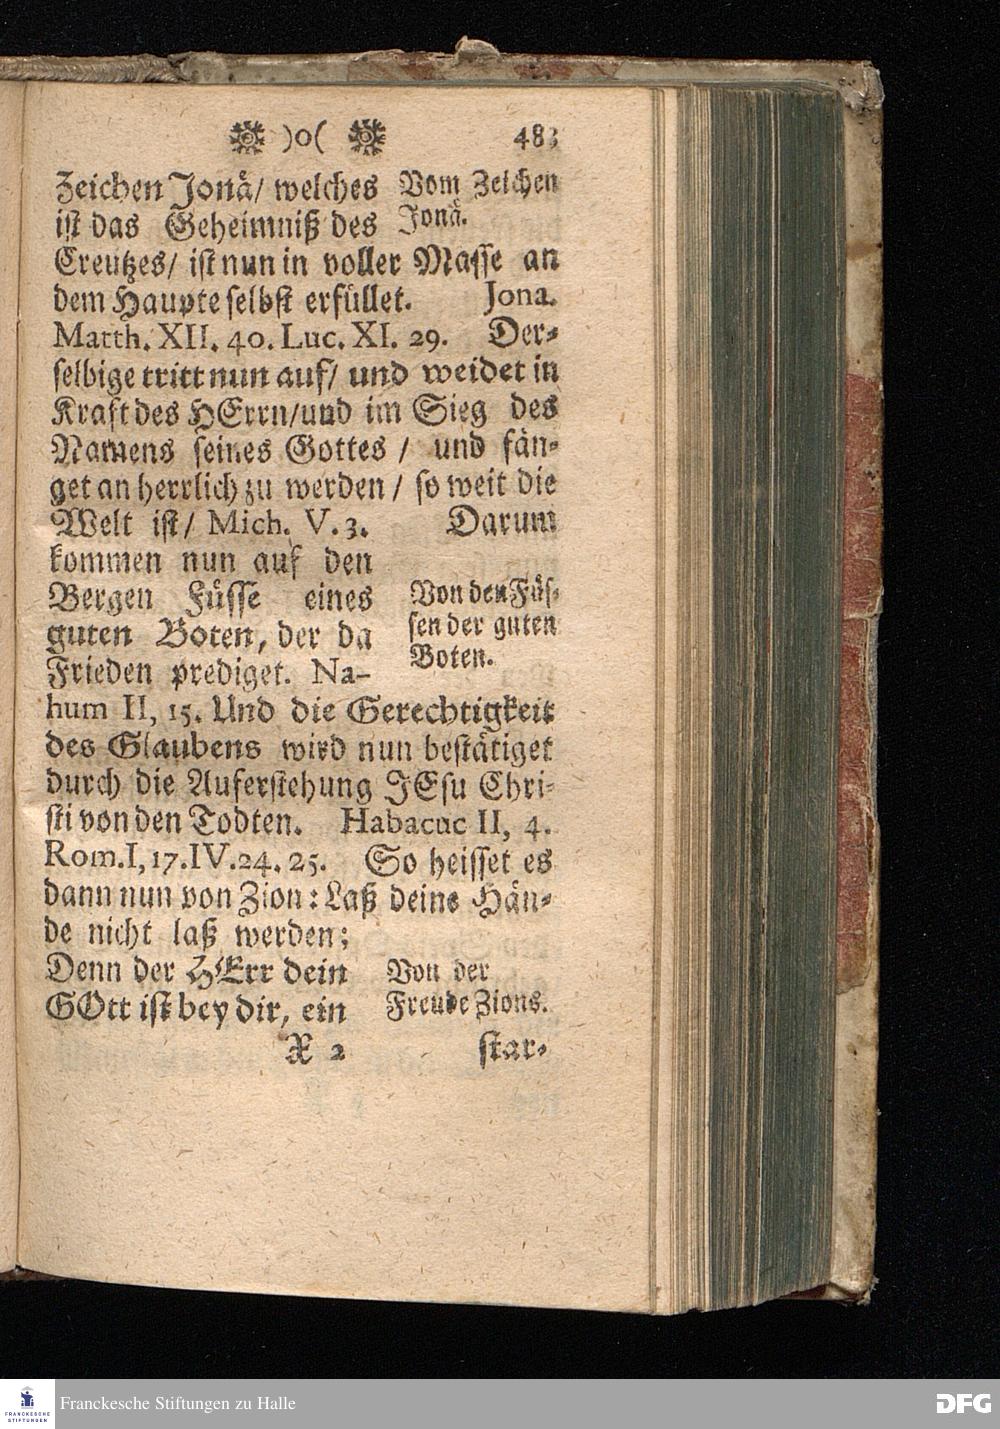 )o( 483
Zeichen Jonä/ welches
Vom Zeichen
ist das Geheimniß des
Jonä.
Creutzes/ ist nun in voller Masse an
dem Haupte selbst erfüllet. Jona.
Matth. XII. 40. Luc. XI. 29. Der-
selbige tritt nun auf/ und weidet in
Kraft des HErrn/ und im Sieg des
Namens seines Gottes / und fän-
get an herrlich zu werden / so weit die
Welt ist/ Mich. V. 3. Darum
kommen nun auf den
Bergen Füsse eines
guten Boten, der da
Frieden prediget. Na-
Von den Füs-
sen der guten
Boten.
hum II, 15. Und die Gerechtigkeit
des Glaubens wird nun bestätiget
durch die Auferstehung JEsu Chri-
sti von den Todten. Habacuc II, 4.
Rom. I, 17. IV. 24. 25. So heisset es
dann nun von Zion: Laß deine Hän-
de nicht laß werden;
Denn der HErr dein
GOtt ist bey dir, ein
Von der
Freude Zions.
X 2 star-
FRANCKESCHE
STIFTUNGEN
Franckesche Stiftungen zu Halle
DFG